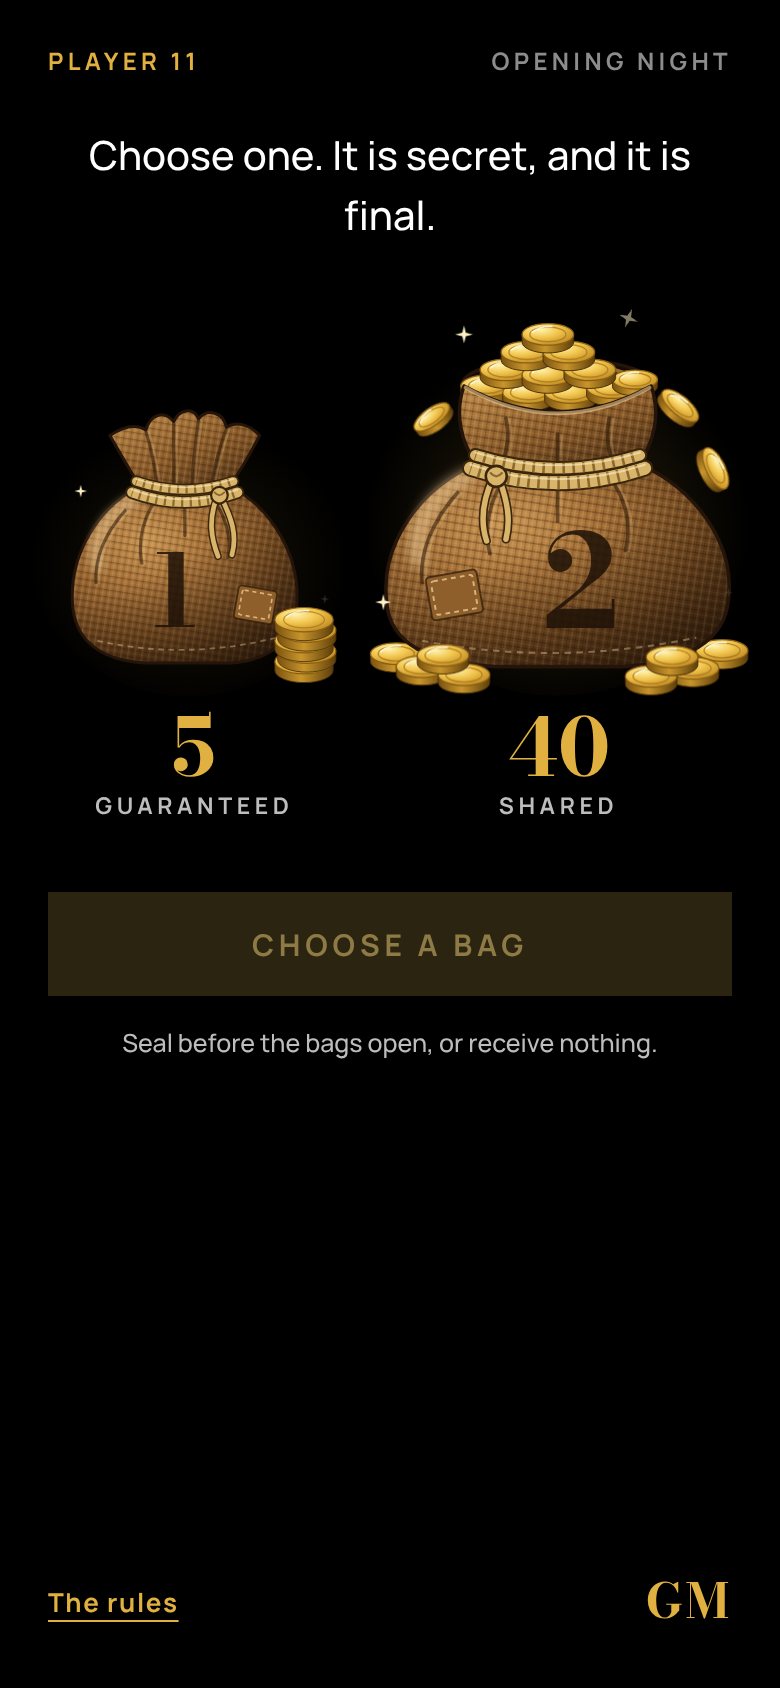 PLAYER 11
OPENING NIGHT
Choose one. It is secret, and it is
final.
1
2
5
40
GUARANTEED
SHARED
CHOOSE A BAG
Seal before the bags open, or receive nothing.
The rules
GM